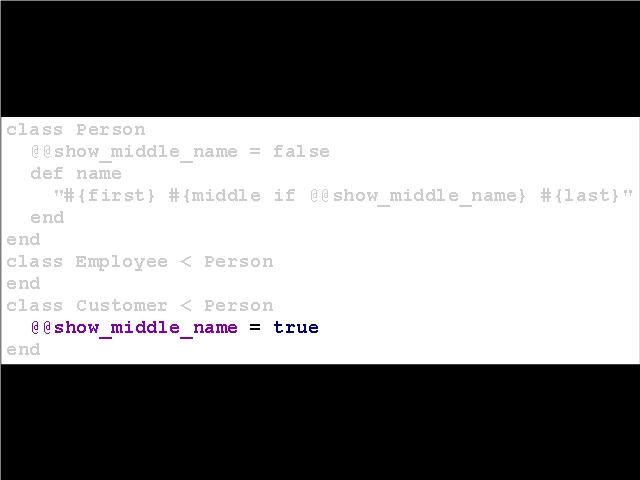 class Person
  @@show_middle_name = false
  def name
    "#{first} #{middle if @@show_middle_name} #{last}"
  end
end
class Employee < Person
end
class Customer < Person
  @@show_middle_name = true
end